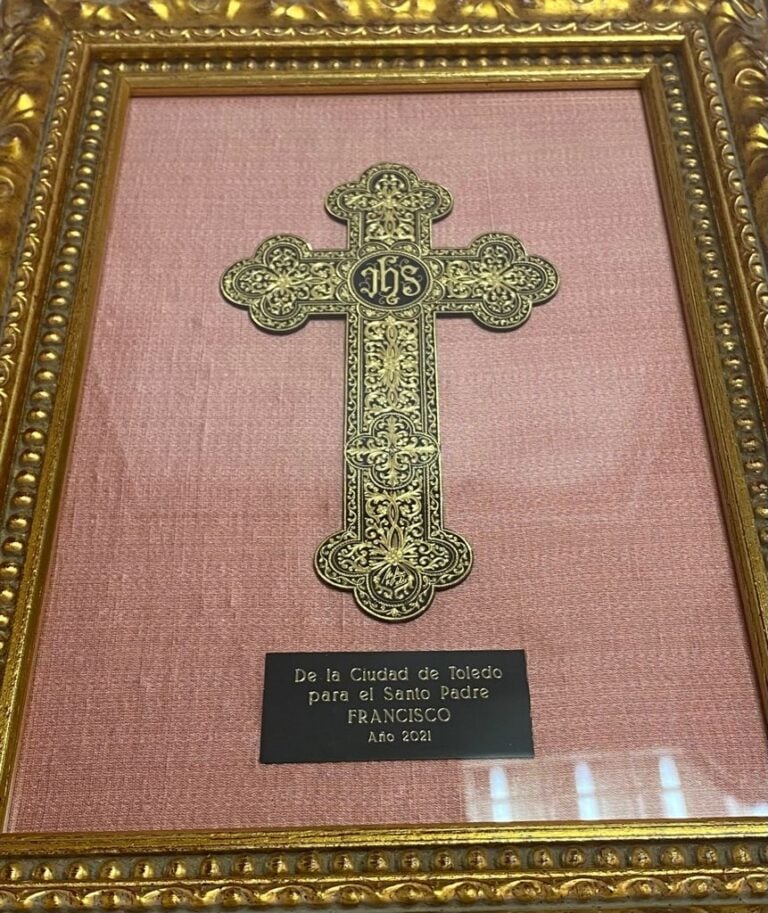 IHS
De la Ciudad de Toledo
para el Santo Padre
FRANCISCO
Año 2021